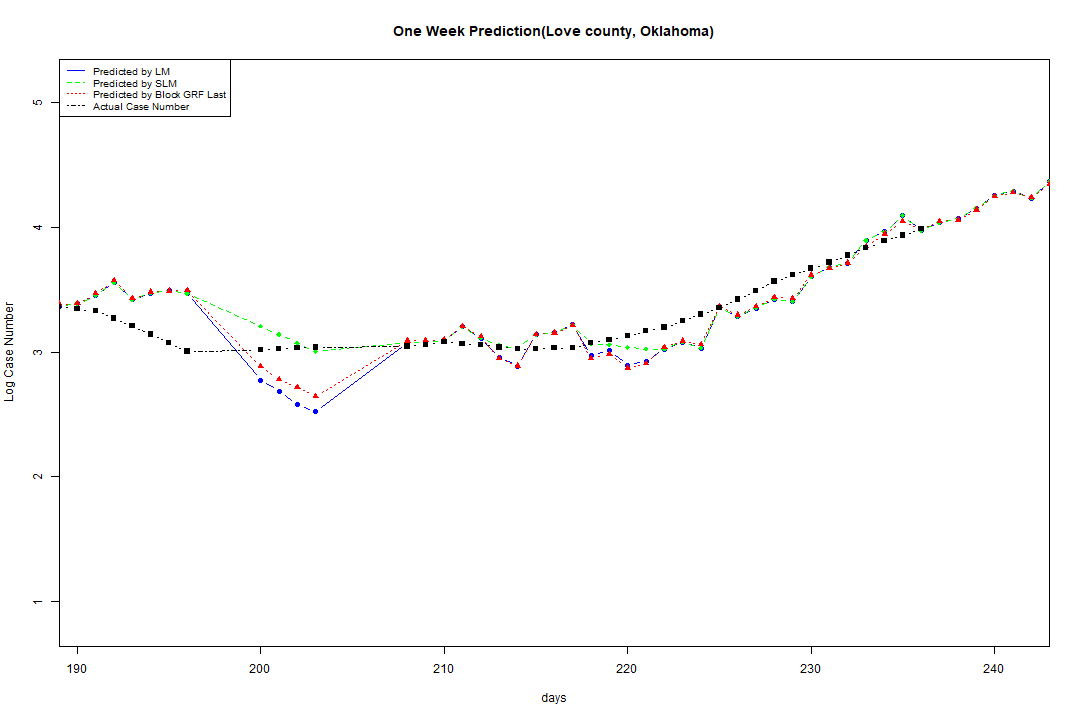 One Week Prediction(Love county, Oklahoma)
Predicted by LM
Predicted by SLM
Predicted by Block GRF Last
Actual Case Number
5
4
3
2
1
Log Case Number
190 200 210 220 230 240
days